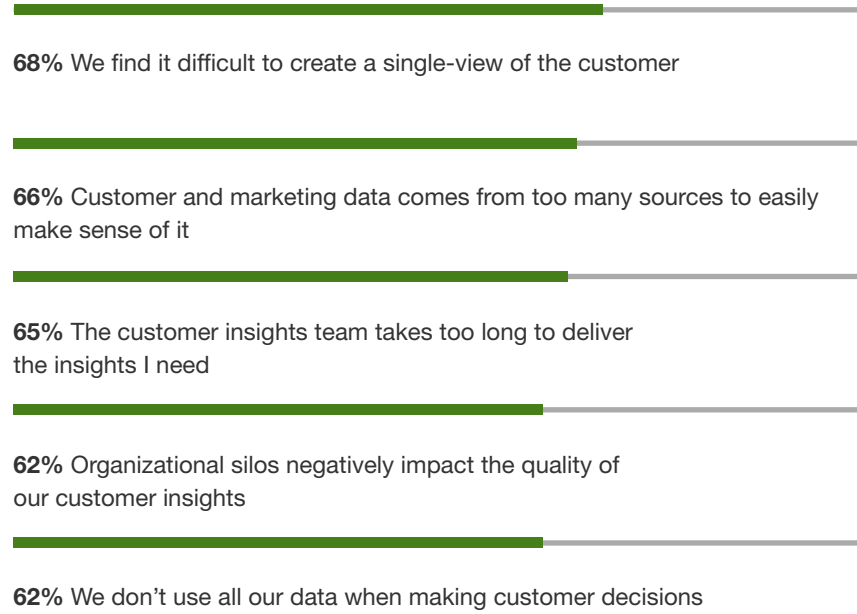 68% We find it difficult to create a single-view of the customer
66% Customer and marketing data comes from too many sources to easily
make sense of it
65% The customer insights team takes too long to deliver
the insights I need
62% Organizational silos negatively impact the quality of
our customer insights
62% We don’t use all our data when making customer decisions